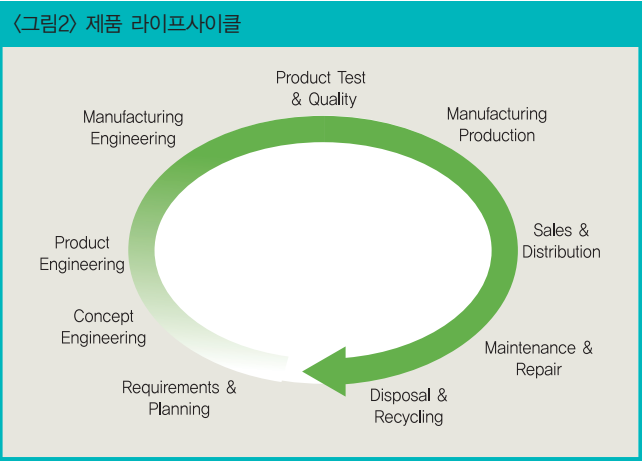 〈그림2〉 제품 라이프사이클
Product Test
& Quality
Manufacturing
Engineering
Manufacturing
Production
Product
Engineering
Sales &
Distribution
Concept
Engineering
Maintenance &
Repair
Requirements &
Planning
Disposal &
Recycling